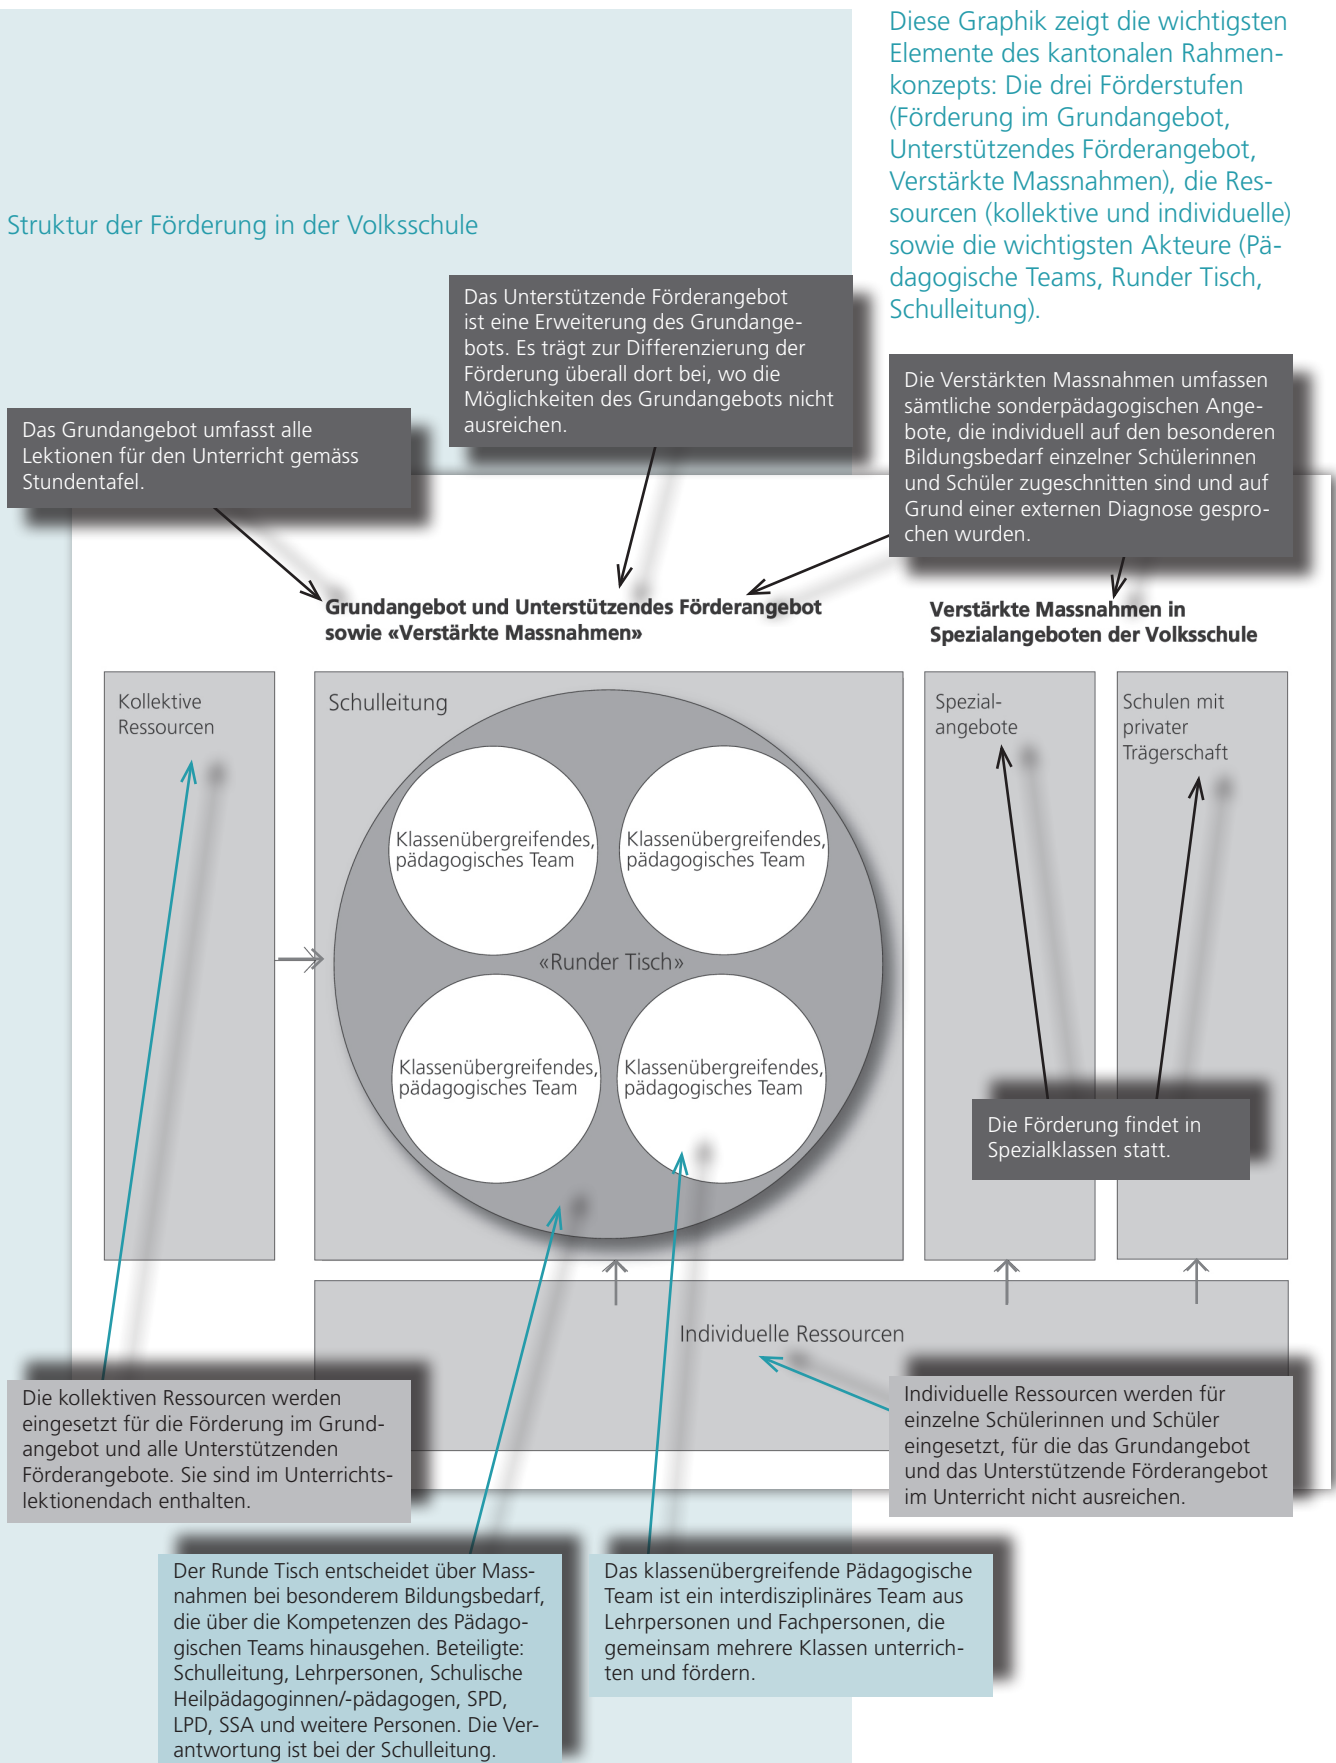 Diese Graphik zeigt die wichtigsten
Elemente des kantonalen Rahmen-
konzepts: Die drei Förderstufen
(Förderung im Grundangebot,
Unterstützendes Förderangebot,
Verstärkte Massnahmen), die Res-
sourcen (kollektive und individuelle)
sowie die wichtigsten Akteure (Pä-
dagogische Teams, Runder Tisch,
Schulleitung).
Struktur der Förderung in der Volksschule
Das Unterstützende Förderangebot
ist eine Erweiterung des Grundange-
bots. Es trägt zur Differenzierung der
Förderung überall dort bei, wo die
Möglichkeiten des Grundangebots nicht
ausreichen.
Die Verstärkten Massnahmen umfassen
sämtliche sonderpädagogischen Ange-
bote, die individuell auf den besonderen
Bildungsbedarf einzelner Schülerinnen
und Schüler zugeschnitten sind und auf
Grund einer externen Diagnose gespro-
chen wurden.
Das Grundangebot umfasst alle
Lektionen für den Unterricht gemäss
Stundentafel.
Grundangebot und Unterstützendes Förderangebot
sowie «Verstärkte Massnahmen»
Verstärkte Massnahmen in
Spezialangeboten der Volksschule
Kollektive
Ressourcen
Schulleitung
Spezial-
angebote
Schulen mit
privater
Trägerschaft
Klassenübergreifendes,
pädagogisches Team
Klassenübergreifendes,
pädagogisches Team
«Runder Tisch»
Klassenübergreifendes,
pädagogisches Team
Klassenübergreifendes,
pädagogisches Team
Die Förderung findet in
Spezialklassen statt.
Individuelle Ressourcen
Die kollektiven Ressourcen werden
eingesetzt für die Förderung im Grund-
angebot und alle Unterstützenden
Förderangebote. Sie sind im Unterrichts-
lektionendach enthalten.
Individuelle Ressourcen werden für
einzelne Schülerinnen und Schüler
eingesetzt, für die das Grundangebot
und das Unterstützende Förderangebot
im Unterricht nicht ausreichen.
Der Runde Tisch entscheidet über Mass-
nahmen bei besonderem Bildungsbedarf,
die über die Kompetenzen des Pädago-
gischen Teams hinausgehen. Beteiligte:
Schulleitung, Lehrpersonen, Schulische
Heilpädagoginnen/-pädagogen, SPD,
LPD, SSA und weitere Personen. Die Ver-
antwortung ist bei der Schulleitung.
Das klassenübergreifende Pädagogische
Team ist ein interdisziplinäres Team aus
Lehrpersonen und Fachpersonen, die
gemeinsam mehrere Klassen unterrich-
ten und fördern.